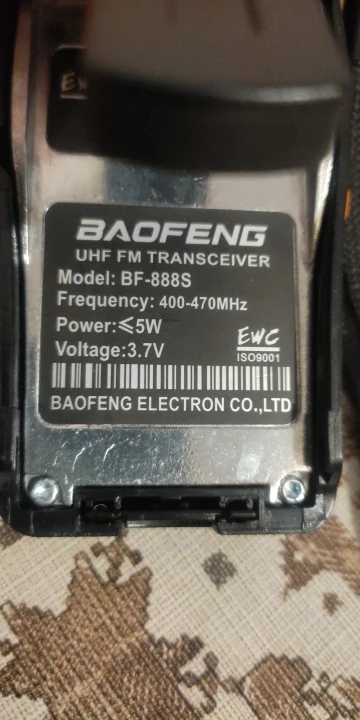 BAOFENG
UHF FM TRANSCEIVER
Model: BF-888S
Frequency: 400-470MHz
Power:≤5W
Voltage:3.7V
EWC
ISO9001
BAOFENG ELECTRON CO.,LTD